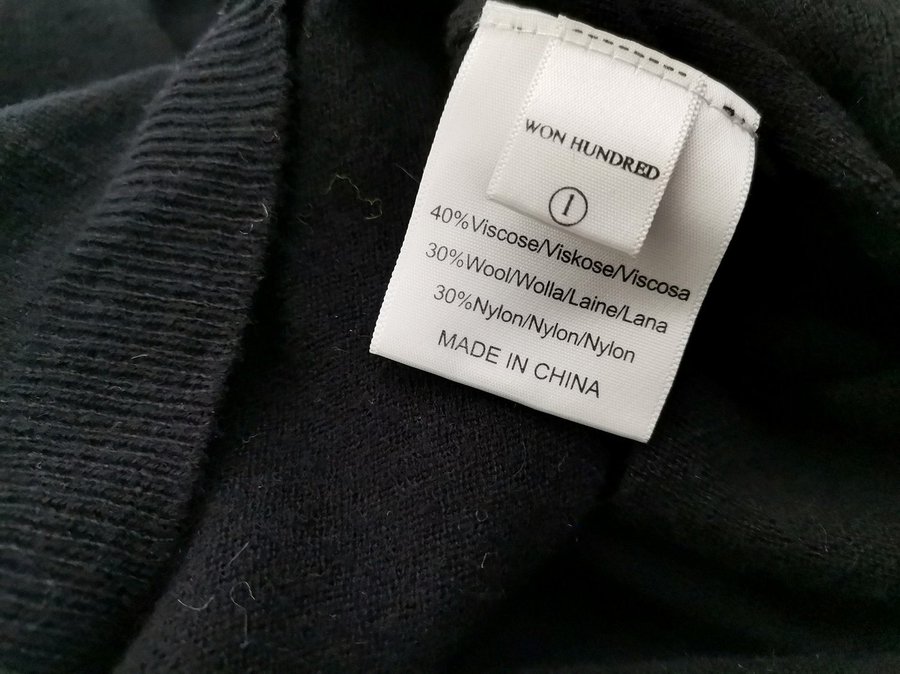 WON HUNDRED
1
40%Viscose/Viskose/Viscosa
30%Wool/Wolla/Laine/Lana
30%Nylon/Nylon/Nylon
MADE IN CHINA